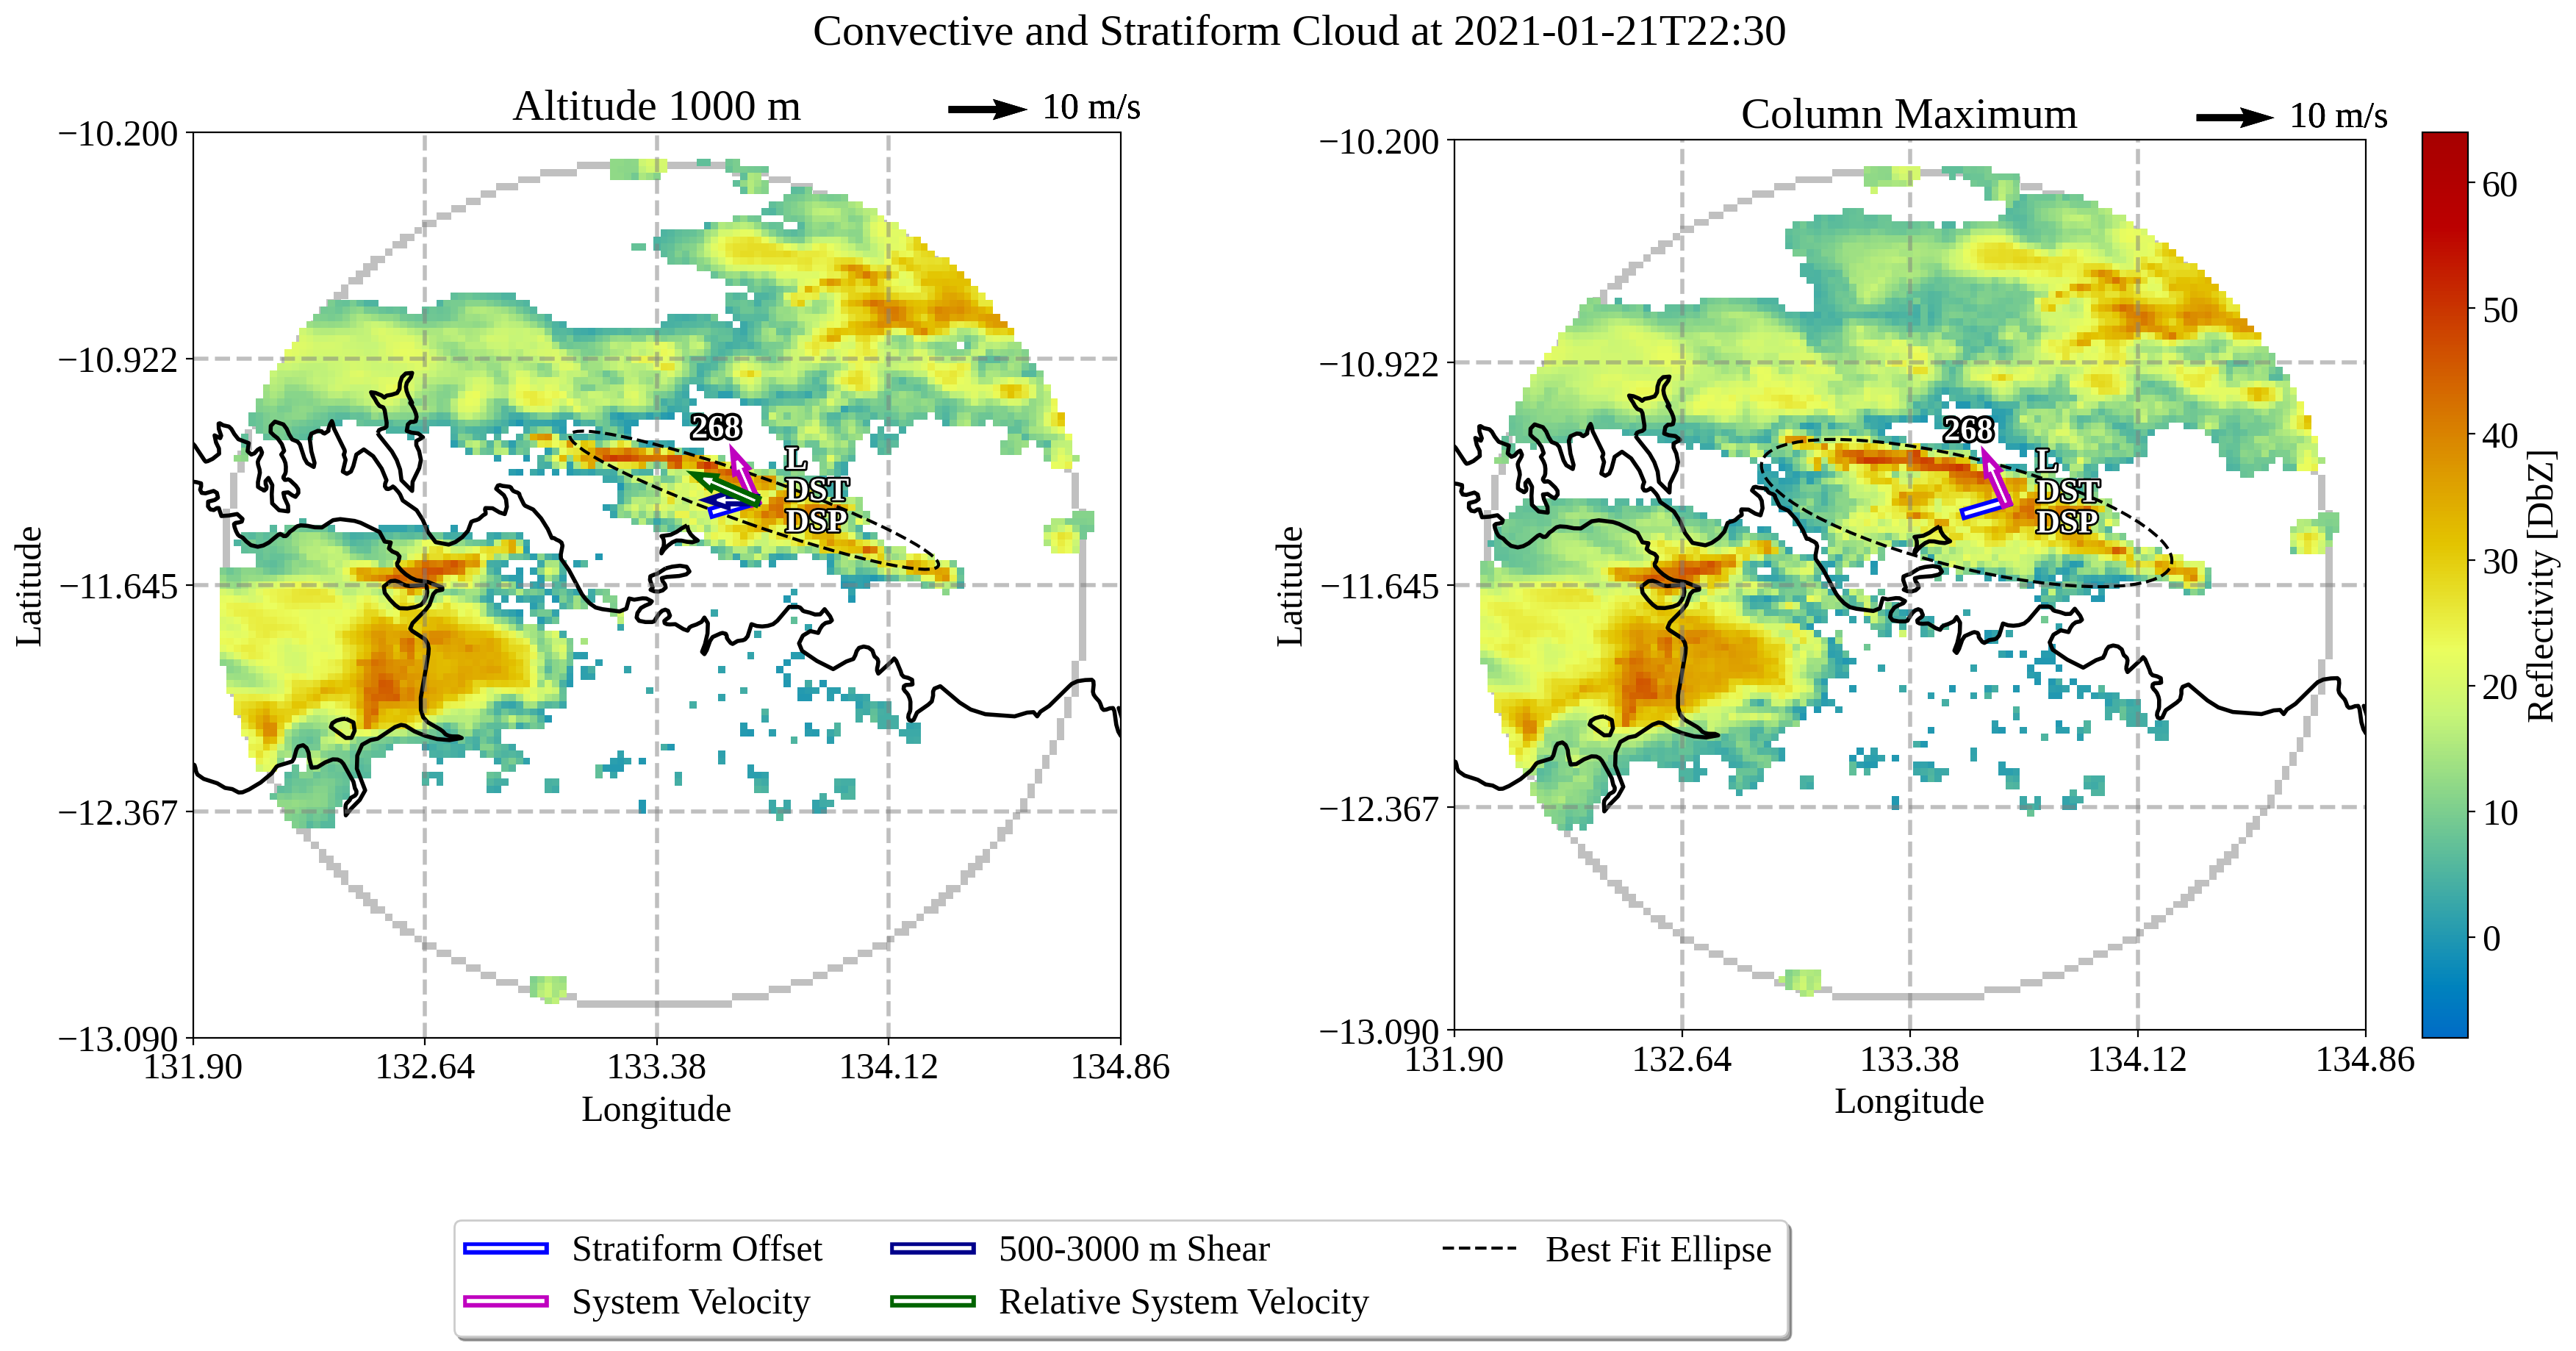 Convective and Stratiform Cloud at 2021-01-21T22:30
Altitude 1000 m
10 m/s
−10.200
−10.922
−11.645
−12.367
−13.090
131.90
132.64
133.38
134.12
134.86
Latitude
Longitude
268
L
DST
DSP
Column Maximum
10 m/s
−10.200
−10.922
−11.645
−12.367
−13.090
131.90
132.64
133.38
134.12
134.86
Latitude
Longitude
268
L
DST
DSP
60
50
40
30
20
10
0
Reflectivity [DbZ]
Stratiform Offset
System Velocity
500-3000 m Shear
Relative System Velocity
Best Fit Ellipse